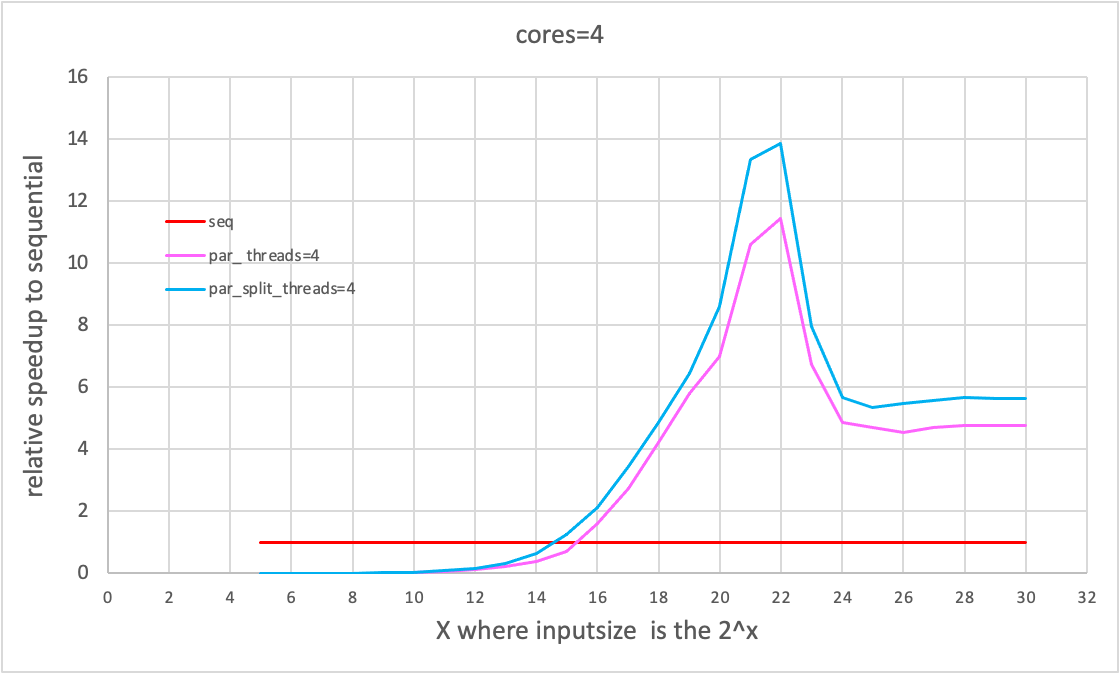 cores=4
16
14
12
10
8
6
4
2
0
relative speedup to sequential
seq
par_ threads=4
par_split_threads=4
0 2 4 6 8 10 12 14 16 18 20 22 24 26 28 30 32
X where inputsize  is the 2^x